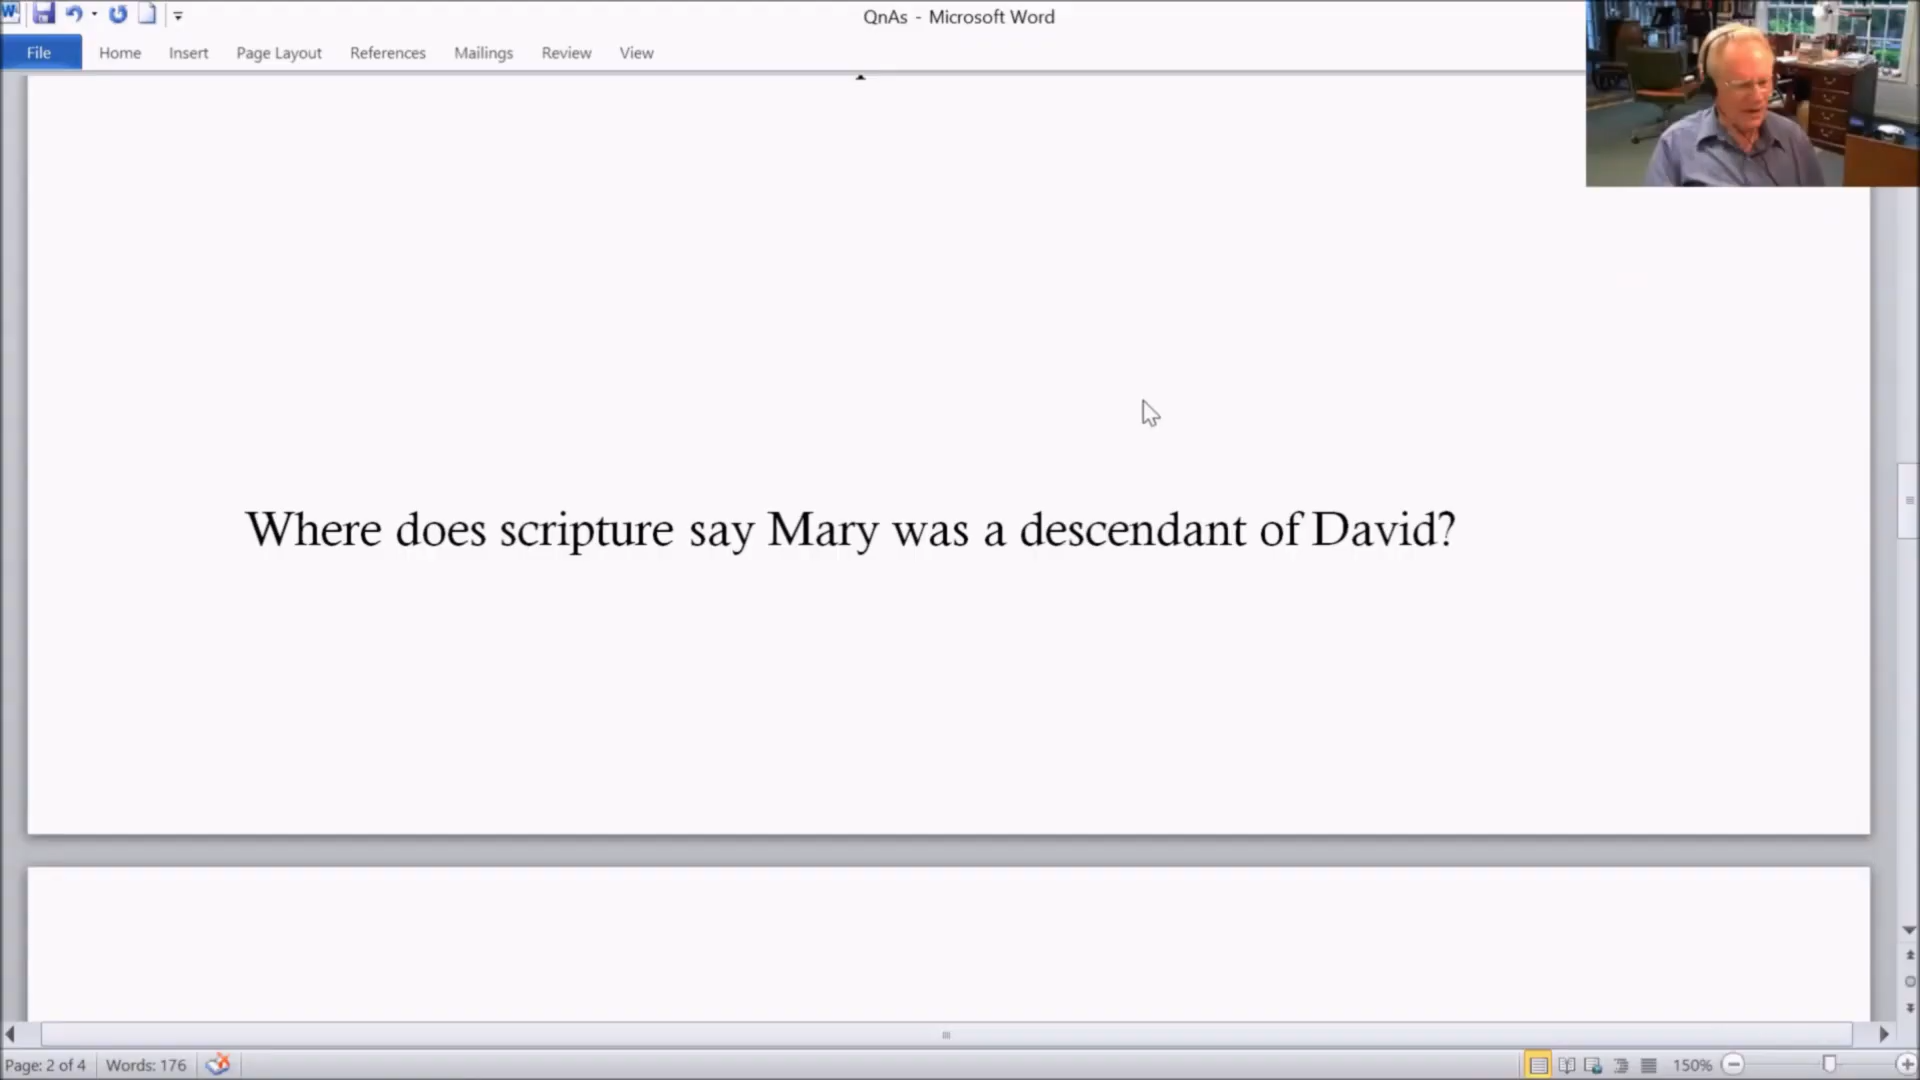 QnAs - Microsoft Word
File Home Insert Page Layout References Mailings Review View
Where does scripture say Mary was a descendant of David?
Page: 2 of 4 Words: 176 150%